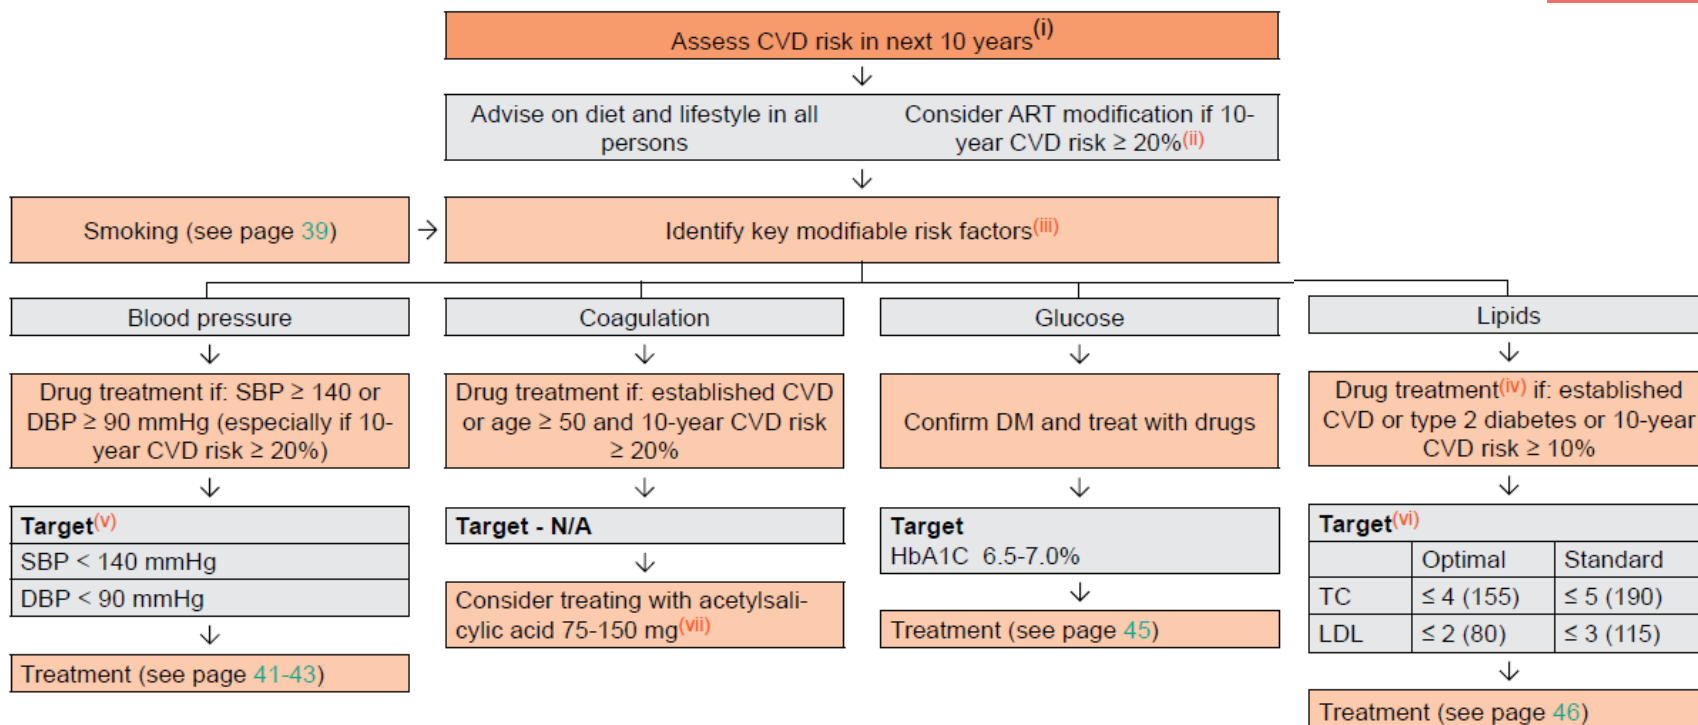 Assess CVD risk in next 10 years(i)
Advise on diet and lifestyle in all
persons
Consider ART modification if 10-
year CVD risk ≥ 20%(ii)
Smoking (see page 39)
Identify key modifiable risk factors(iii)
Blood pressure
Drug treatment if: SBP ≥ 140 or
DBP ≥ 90 mmHg (especially if 10-
year CVD risk ≥ 20%)
Target(v)
SBP < 140 mmHg
DBP < 90 mmHg
Treatment (see page 41-43)
Coagulation
Drug treatment if: established CVD
or age ≥ 50 and 10-year CVD risk
≥ 20%
Target - N/A
Consider treating with acetylsali-
cylic acid 75-150 mg(vii)
Glucose
Confirm DM and treat with drugs
Target
HbA1C 6.5-7.0%
Treatment (see page 45)
Lipids
Drug treatment(iv) if: established
CVD or type 2 diabetes or 10-year
CVD risk ≥ 10%
Target(vi)
Optimal Standard
TC ≤ 4 (155) ≤ 5 (190)
LDL ≤ 2 (80) ≤ 3 (115)
Treatment (see page 46)